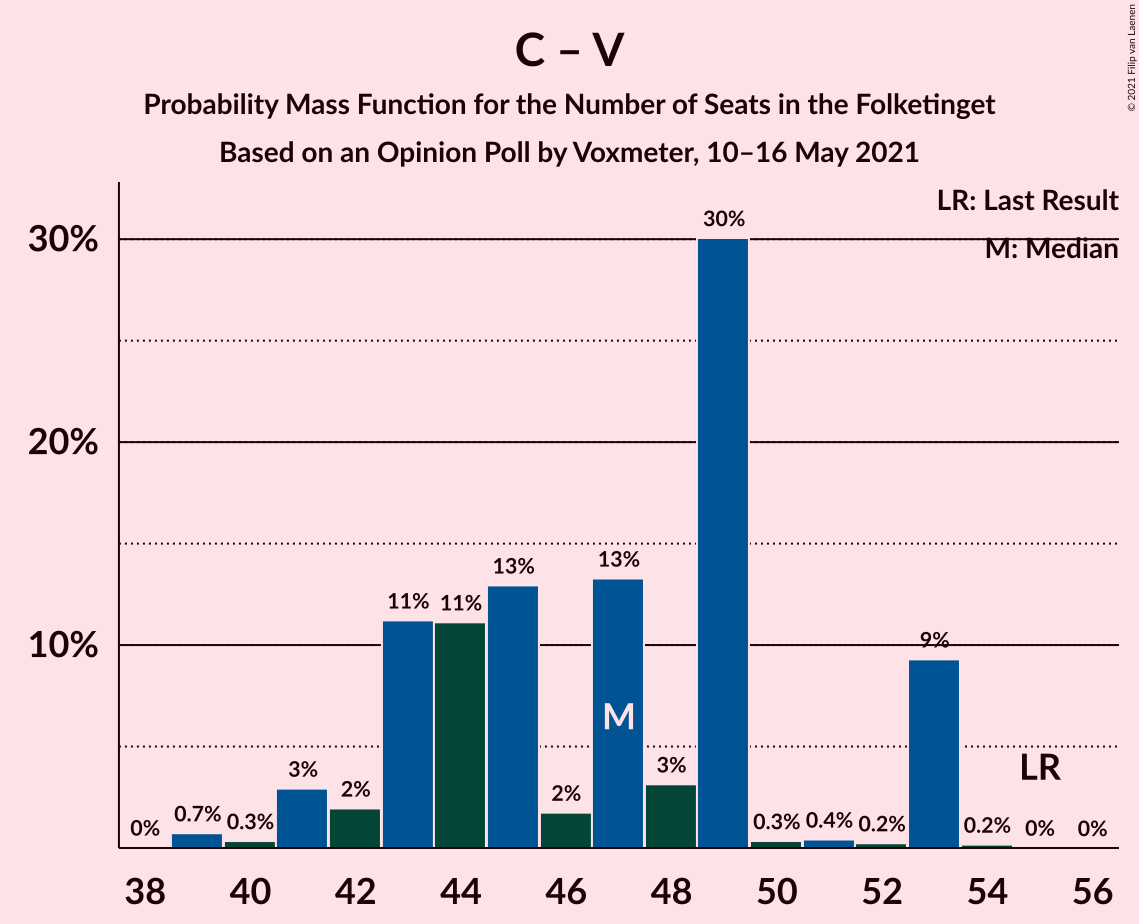 C – V
Probability Mass Function for the Number of Seats in the Folketinget
Based on an Opinion Poll by Voxmeter, 10–16 May 2021
© 2021 Filip van Laenen
LR: Last Result
M: Median
30%
20%
10%
0%
0.7%
0.3%
3%
2%
11%
11%
13%
2%
13%
3%
30%
0.3%
0.4%
0.2%
9%
0.2%
0%
0%
M
LR
38 40 42 44 46 48 50 52 54 56